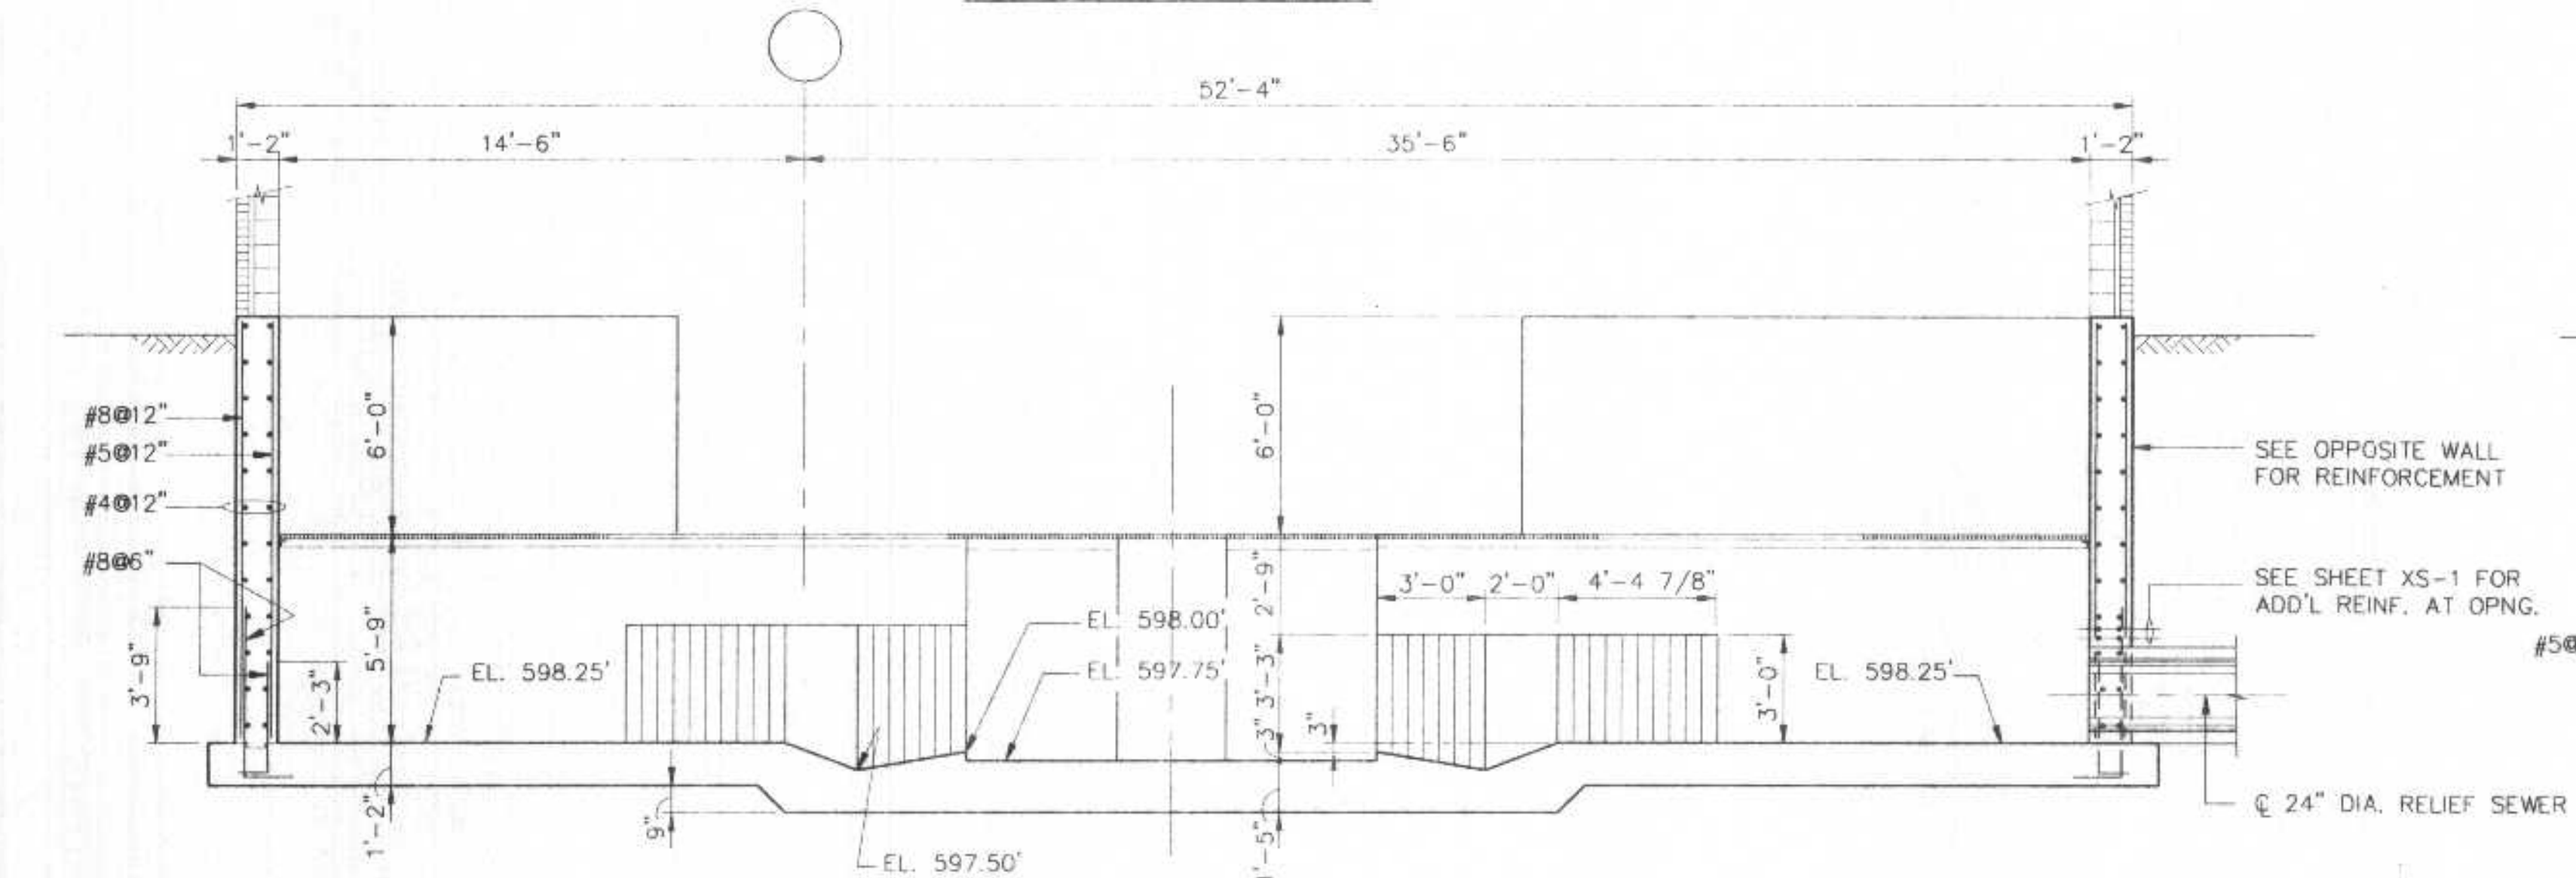 52'-4"
1'-2"
14'-6"
35'-6"
1'-2"
#8@12"
#5@12"
#4@12"
#8@6"
6'-0"
6'-0"
SEE OPPOSITE WALL
FOR REINFORCEMENT
SEE SHEET XS-1 FOR
ADD'L REINF. AT OPNG.
#5@
3'-9"
2'-3"
5'-9"
EL. 598.25'
EL. 598.00'
EL. 597.75'
2'-9"
3'-3"
3"
3"
3'-0"
2'-0"
4'-4 7/8"
3'-0"
EL. 598.25'
1'-2"
9"
EL. 597.50'
1'-5"
℄ 24" DIA. RELIEF SEWER